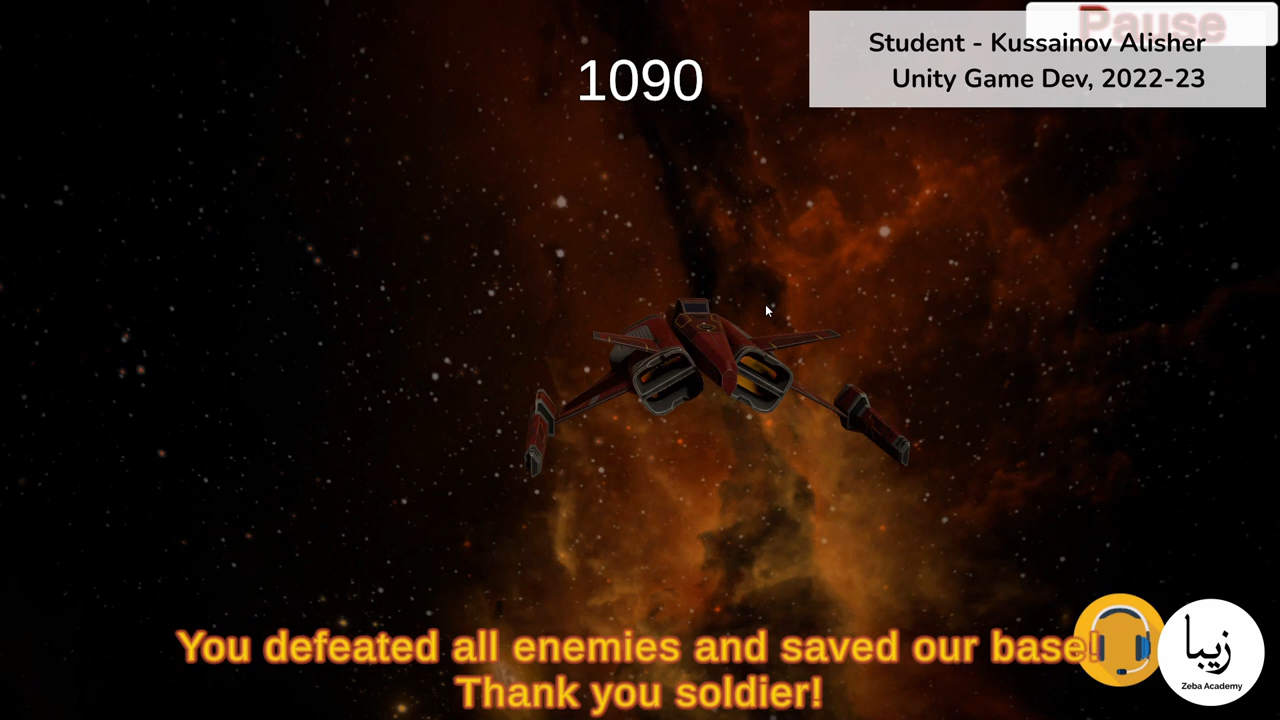 Pause
Student - Kussainov Alisher
Unity Game Dev, 2022-23
1090
You defeated all enemies and saved our base!
Thank you soldier!
زيبا
Zeba Academy